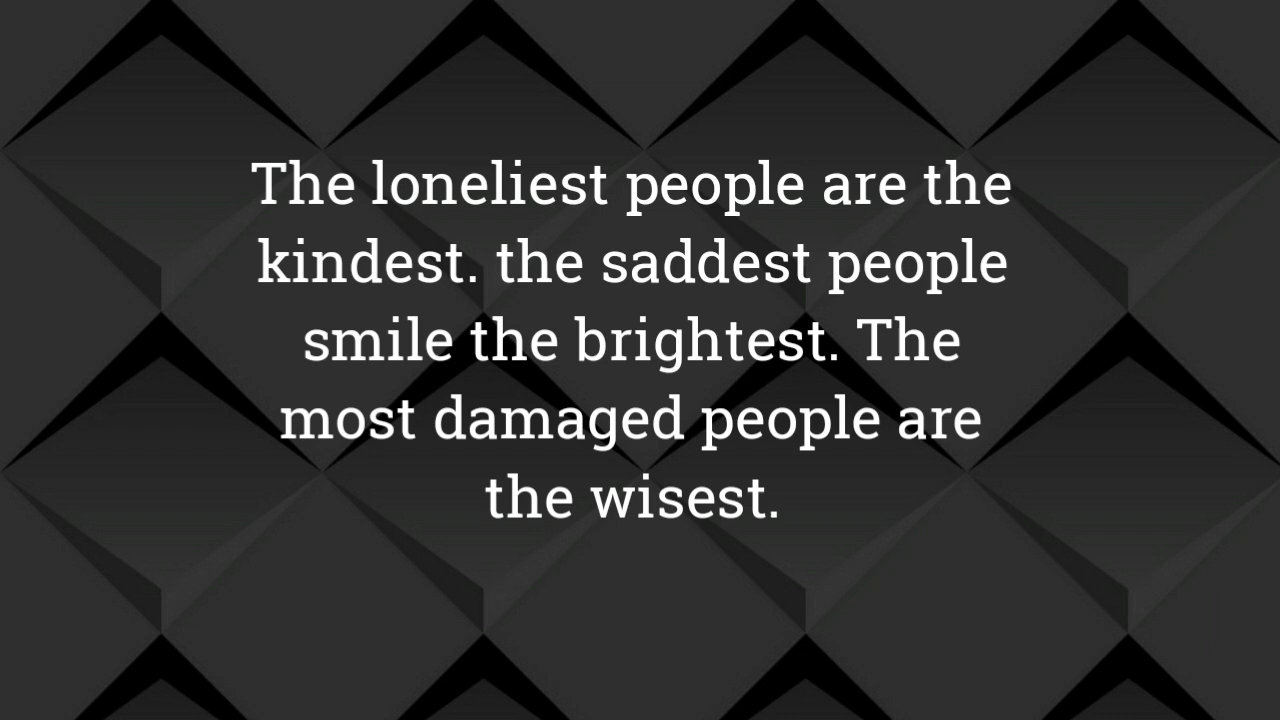 The loneliest people are the
kindest. the saddest people
smile the brightest. The
most damaged people are
the wisest.